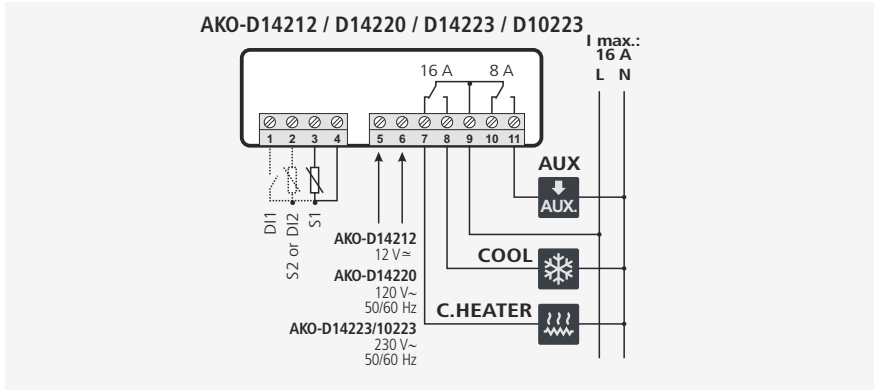 AKO-D14212 / D14220 / D14223 / D10223
I max.:
16 A
L N
16 A 8 A
1 2 3 4 5 6 7 8 9 10 11
DI1
S2 or DI2
S1
AUX
AUX.
AKO-D14212
12 V≂
COOL
AKO-D14220
120 V~
50/60 Hz
C.HEATER
AKO-D14223/10223
230 V~
50/60 Hz